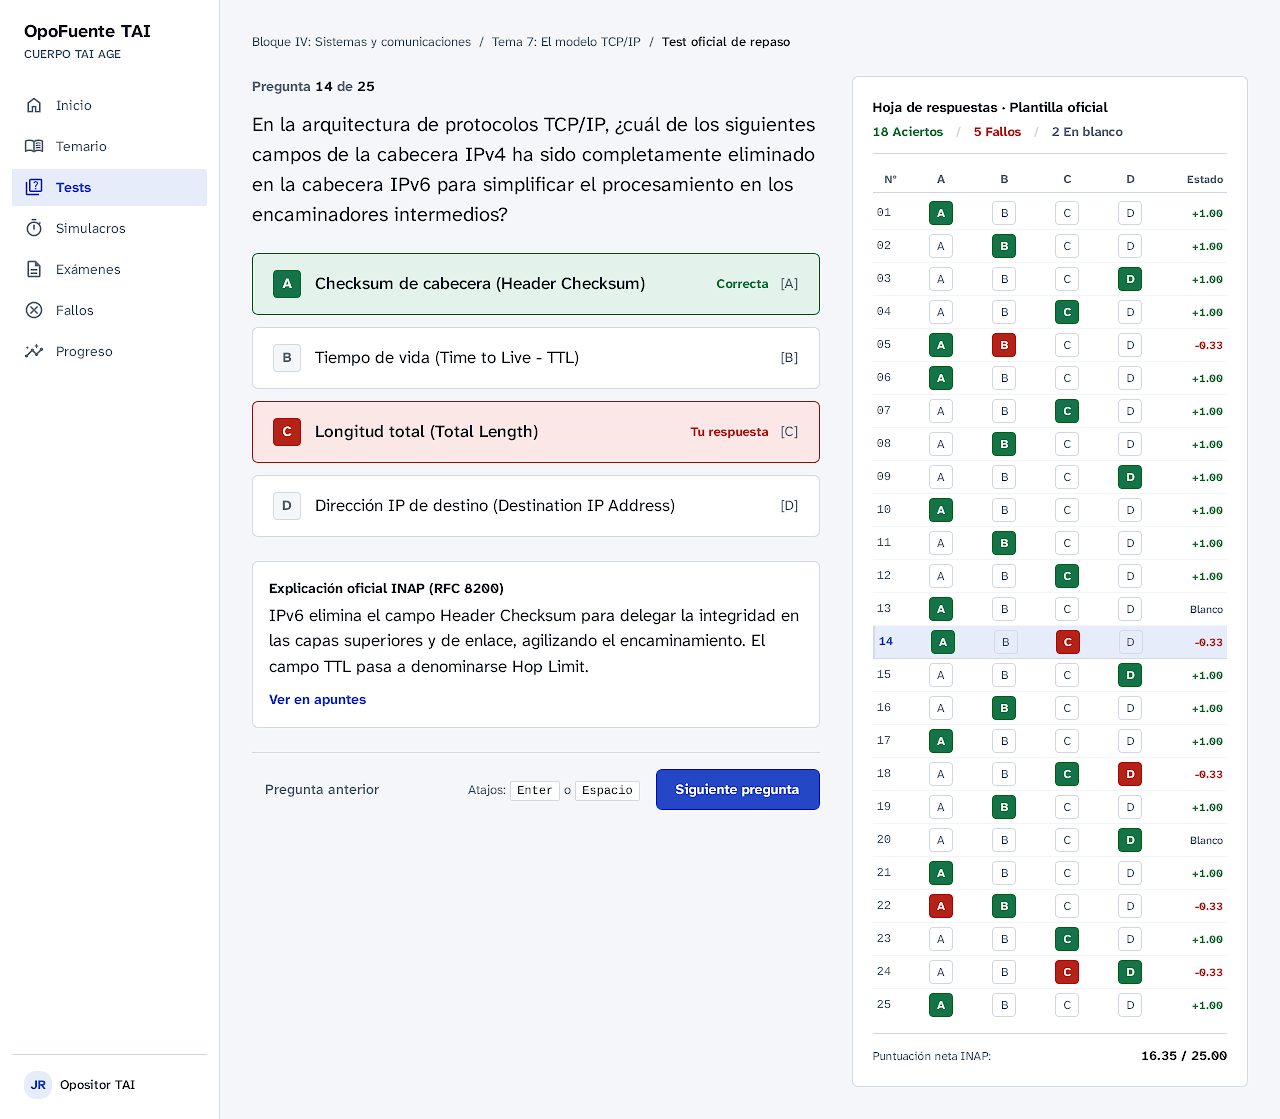 OpoFuente TAI
CUERPO TAI AGE
Inicio
Temario
Tests
Simulacros
Exámenes
Fallos
Progreso
JR Opositor TAI
Bloque IV: Sistemas y comunicaciones / Tema 7: El modelo TCP/IP / Test oficial de repaso
Pregunta 14 de 25
En la arquitectura de protocolos TCP/IP, ¿cuál de los siguientes
campos de la cabecera IPv4 ha sido completamente eliminado
en la cabecera IPv6 para simplificar el procesamiento en los
encaminadores intermedios?
A Checksum de cabecera (Header Checksum) Correcta [A]
B Tiempo de vida (Time to Live - TTL) [B]
C Longitud total (Total Length) Tu respuesta [C]
D Dirección IP de destino (Destination IP Address) [D]
Explicación oficial INAP (RFC 8200)
IPv6 elimina el campo Header Checksum para delegar la integridad en
las capas superiores y de enlace, agilizando el encaminamiento. El
campo TTL pasa a denominarse Hop Limit.
Ver en apuntes
Pregunta anterior Atajos: Enter o Espacio Siguiente pregunta
Hoja de respuestas · Plantilla oficial
18 Aciertos / 5 Fallos / 2 En blanco
Nº A B C D Estado
01 A B C D +1.00
02 A B C D +1.00
03 A B C D +1.00
04 A B C D +1.00
05 A B C D -0.33
06 A B C D +1.00
07 A B C D +1.00
08 A B C D +1.00
09 A B C D +1.00
10 A B C D +1.00
11 A B C D +1.00
12 A B C D +1.00
13 A B C D Blanco
14 A B C D -0.33
15 A B C D +1.00
16 A B C D +1.00
17 A B C D +1.00
18 A B C D -0.33
19 A B C D +1.00
20 A B C D Blanco
21 A B C D +1.00
22 A B C D -0.33
23 A B C D +1.00
24 A B C D -0.33
25 A B C D +1.00
Puntuación neta INAP: 16.35 / 25.00